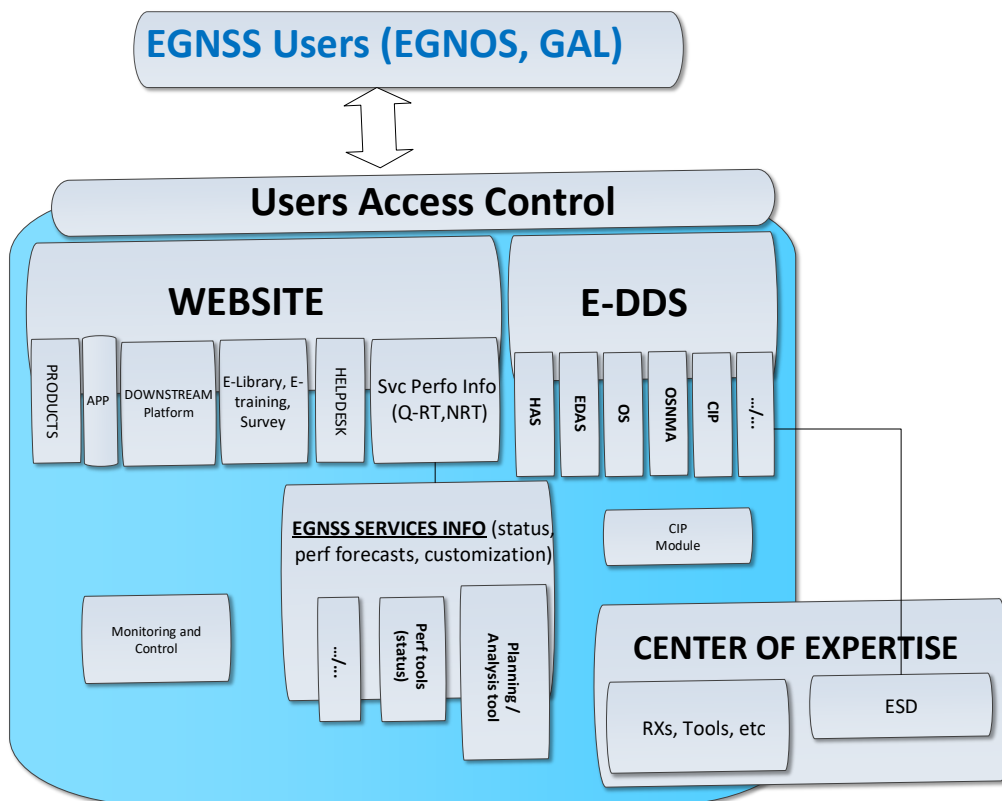 EGNSS Users (EGNOS, GAL)
Users Access Control
WEBSITE
E-DDS
PRODUCTS
APP
DOWNSTREAM
Platform
E-Library, E-
training,
Survey
HELPDESK
Svc Perfo Info
(Q-RT,NRT)
HAS
EDAS
OS
OSNMA
CIP
.../...
EGNSS SERVICES INFO (status,
perf forecasts, customization)
.../...
Perf tools
(status)
Planning /
Analysis tool
CIP
Module
Monitoring and
Control
CENTER OF EXPERTISE
RXs, Tools, etc
ESD